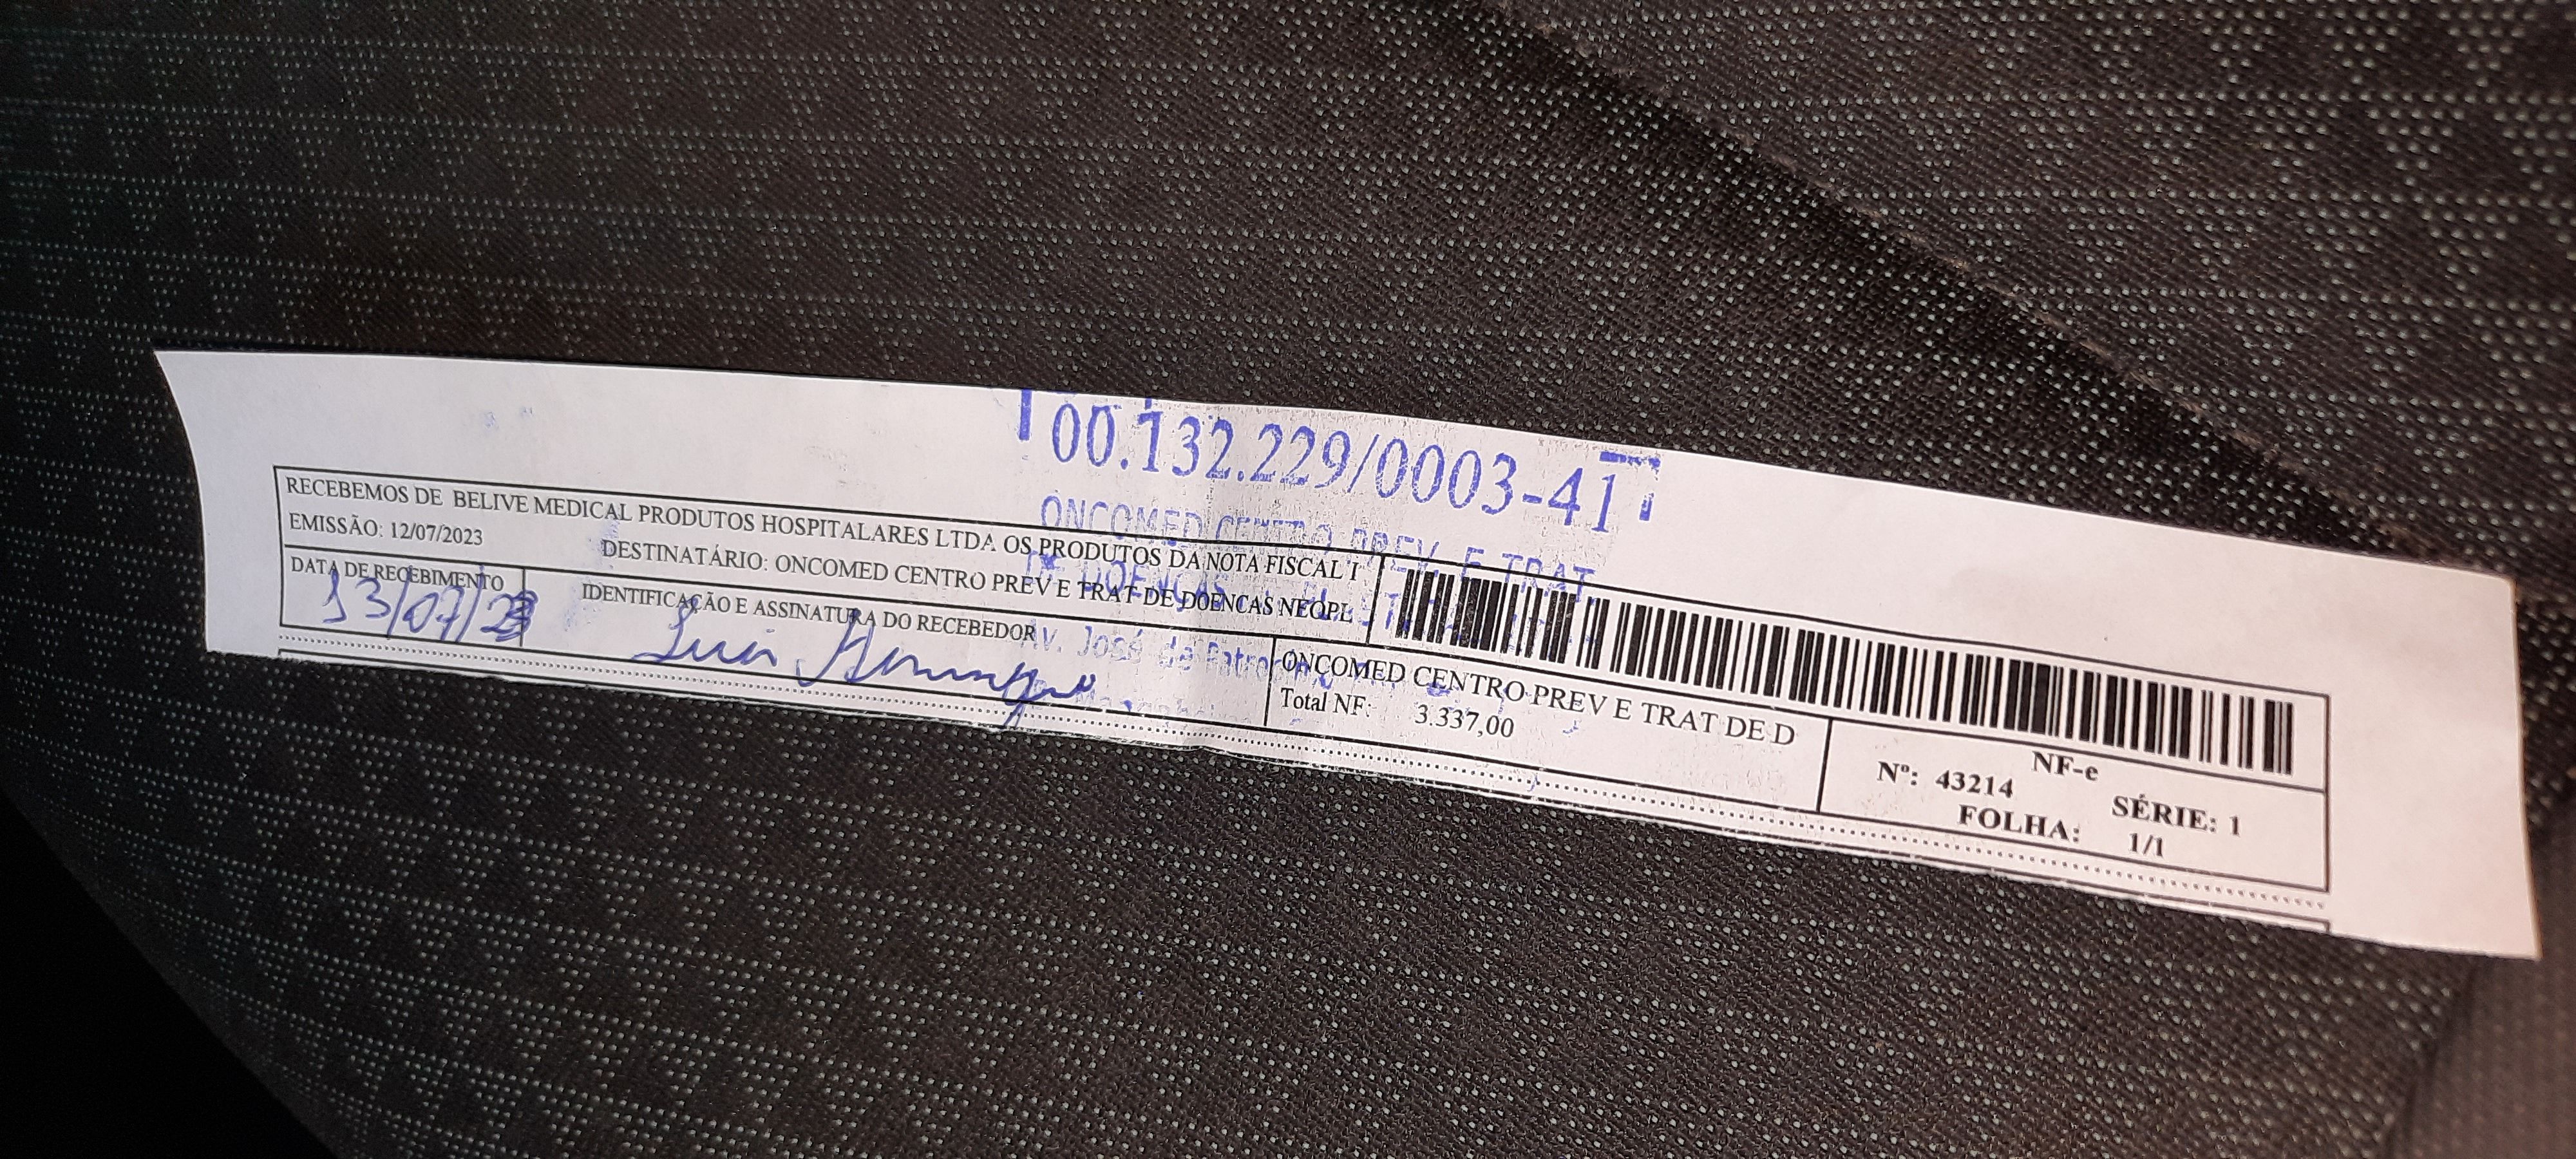 00.132.229/0003-41
ONCOMED CENTRO PREV. E TRAT.
RECEBEMOS DE BELIVE MEDICAL PRODUTOS HOSPITALARES LTDA OS PRODUTOS DA NOTA FISCAL I
EMISSÃO: 12/07/2023 DESTINATÁRIO: ONCOMED CENTRO PREV E TRAT DE DOENCAS NEOPL
DATA DE RECEBIMENTO
13/07/23
IDENTIFICAÇÃO E ASSINATURA DO RECEBEDOR
Av. José do
ONCOMED CENTRO PREV E TRAT DE D
Total NF: 3.337,00
NF-e
Nº: 43214 SÉRIE: 1
FOLHA: 1/1